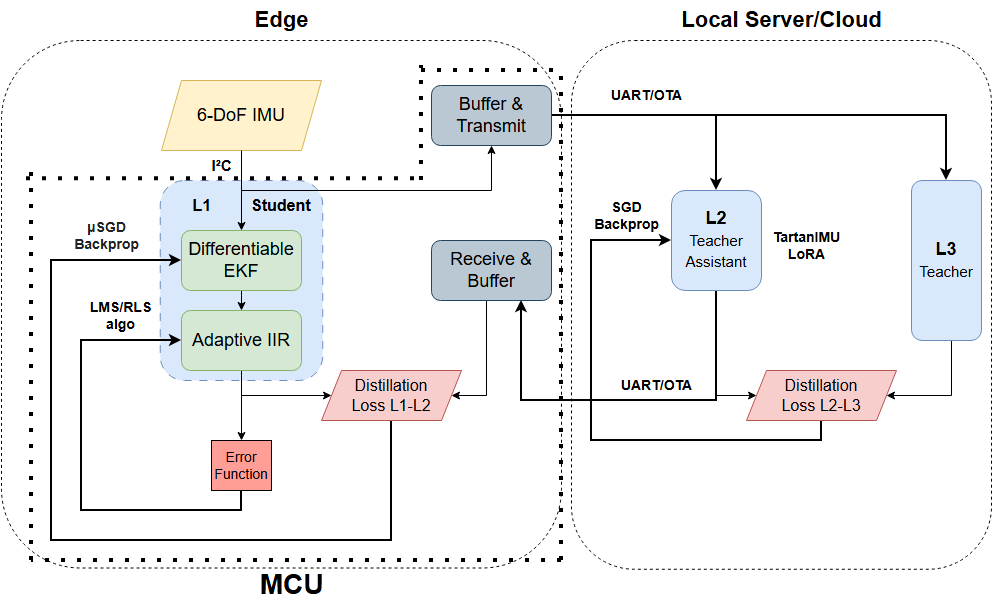 Edge
Local Server/Cloud
6-DoF IMU
Buffer &
Transmit
UART/OTA
I²C
L1
Student
µSGD
Backprop
Differentiable
EKF
Receive &
Buffer
SGD
Backprop
L2
Teacher
Assistant
TartanIMU
LoRA
L3
Teacher
LMS/RLS
algo
Adaptive IIR
Distillation
Loss L1-L2
UART/OTA
Distillation
Loss L2-L3
Error
Function
MCU